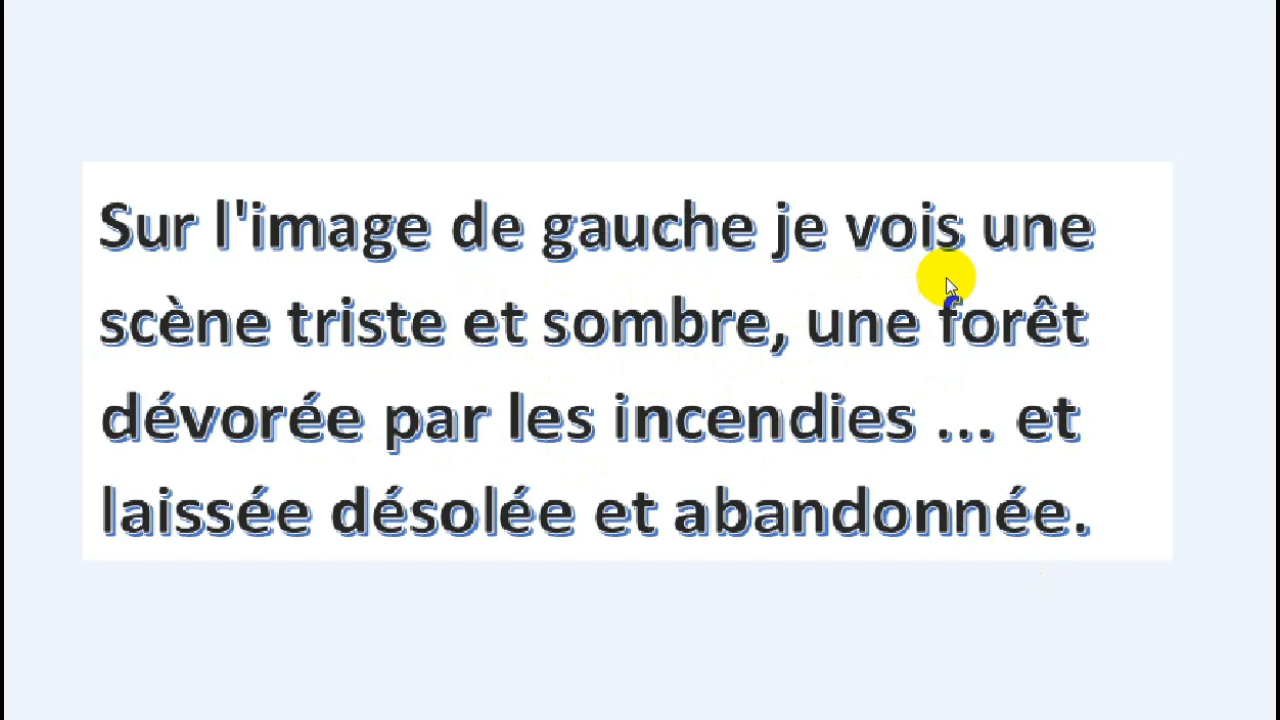 Sur l'image de gauche je vois une
scène triste et sombre, une forêt
dévorée par les incendies ... et
laissée désolée et abandonnée.